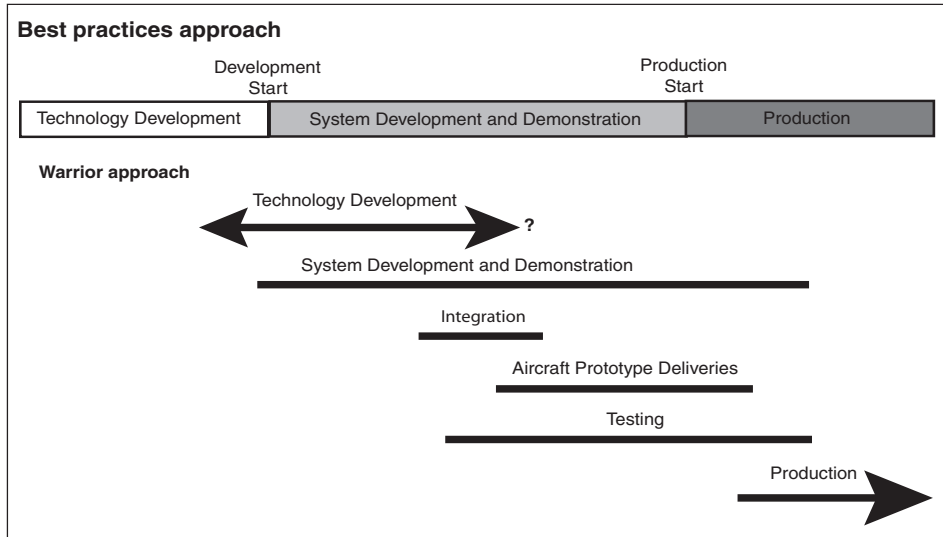 Best practices approach
Development
Start
Production
Start
Technology Development
System Development and Demonstration
Production
Warrior approach
Technology Development
?
System Development and Demonstration
Integration
Aircraft Prototype Deliveries
Testing
Production